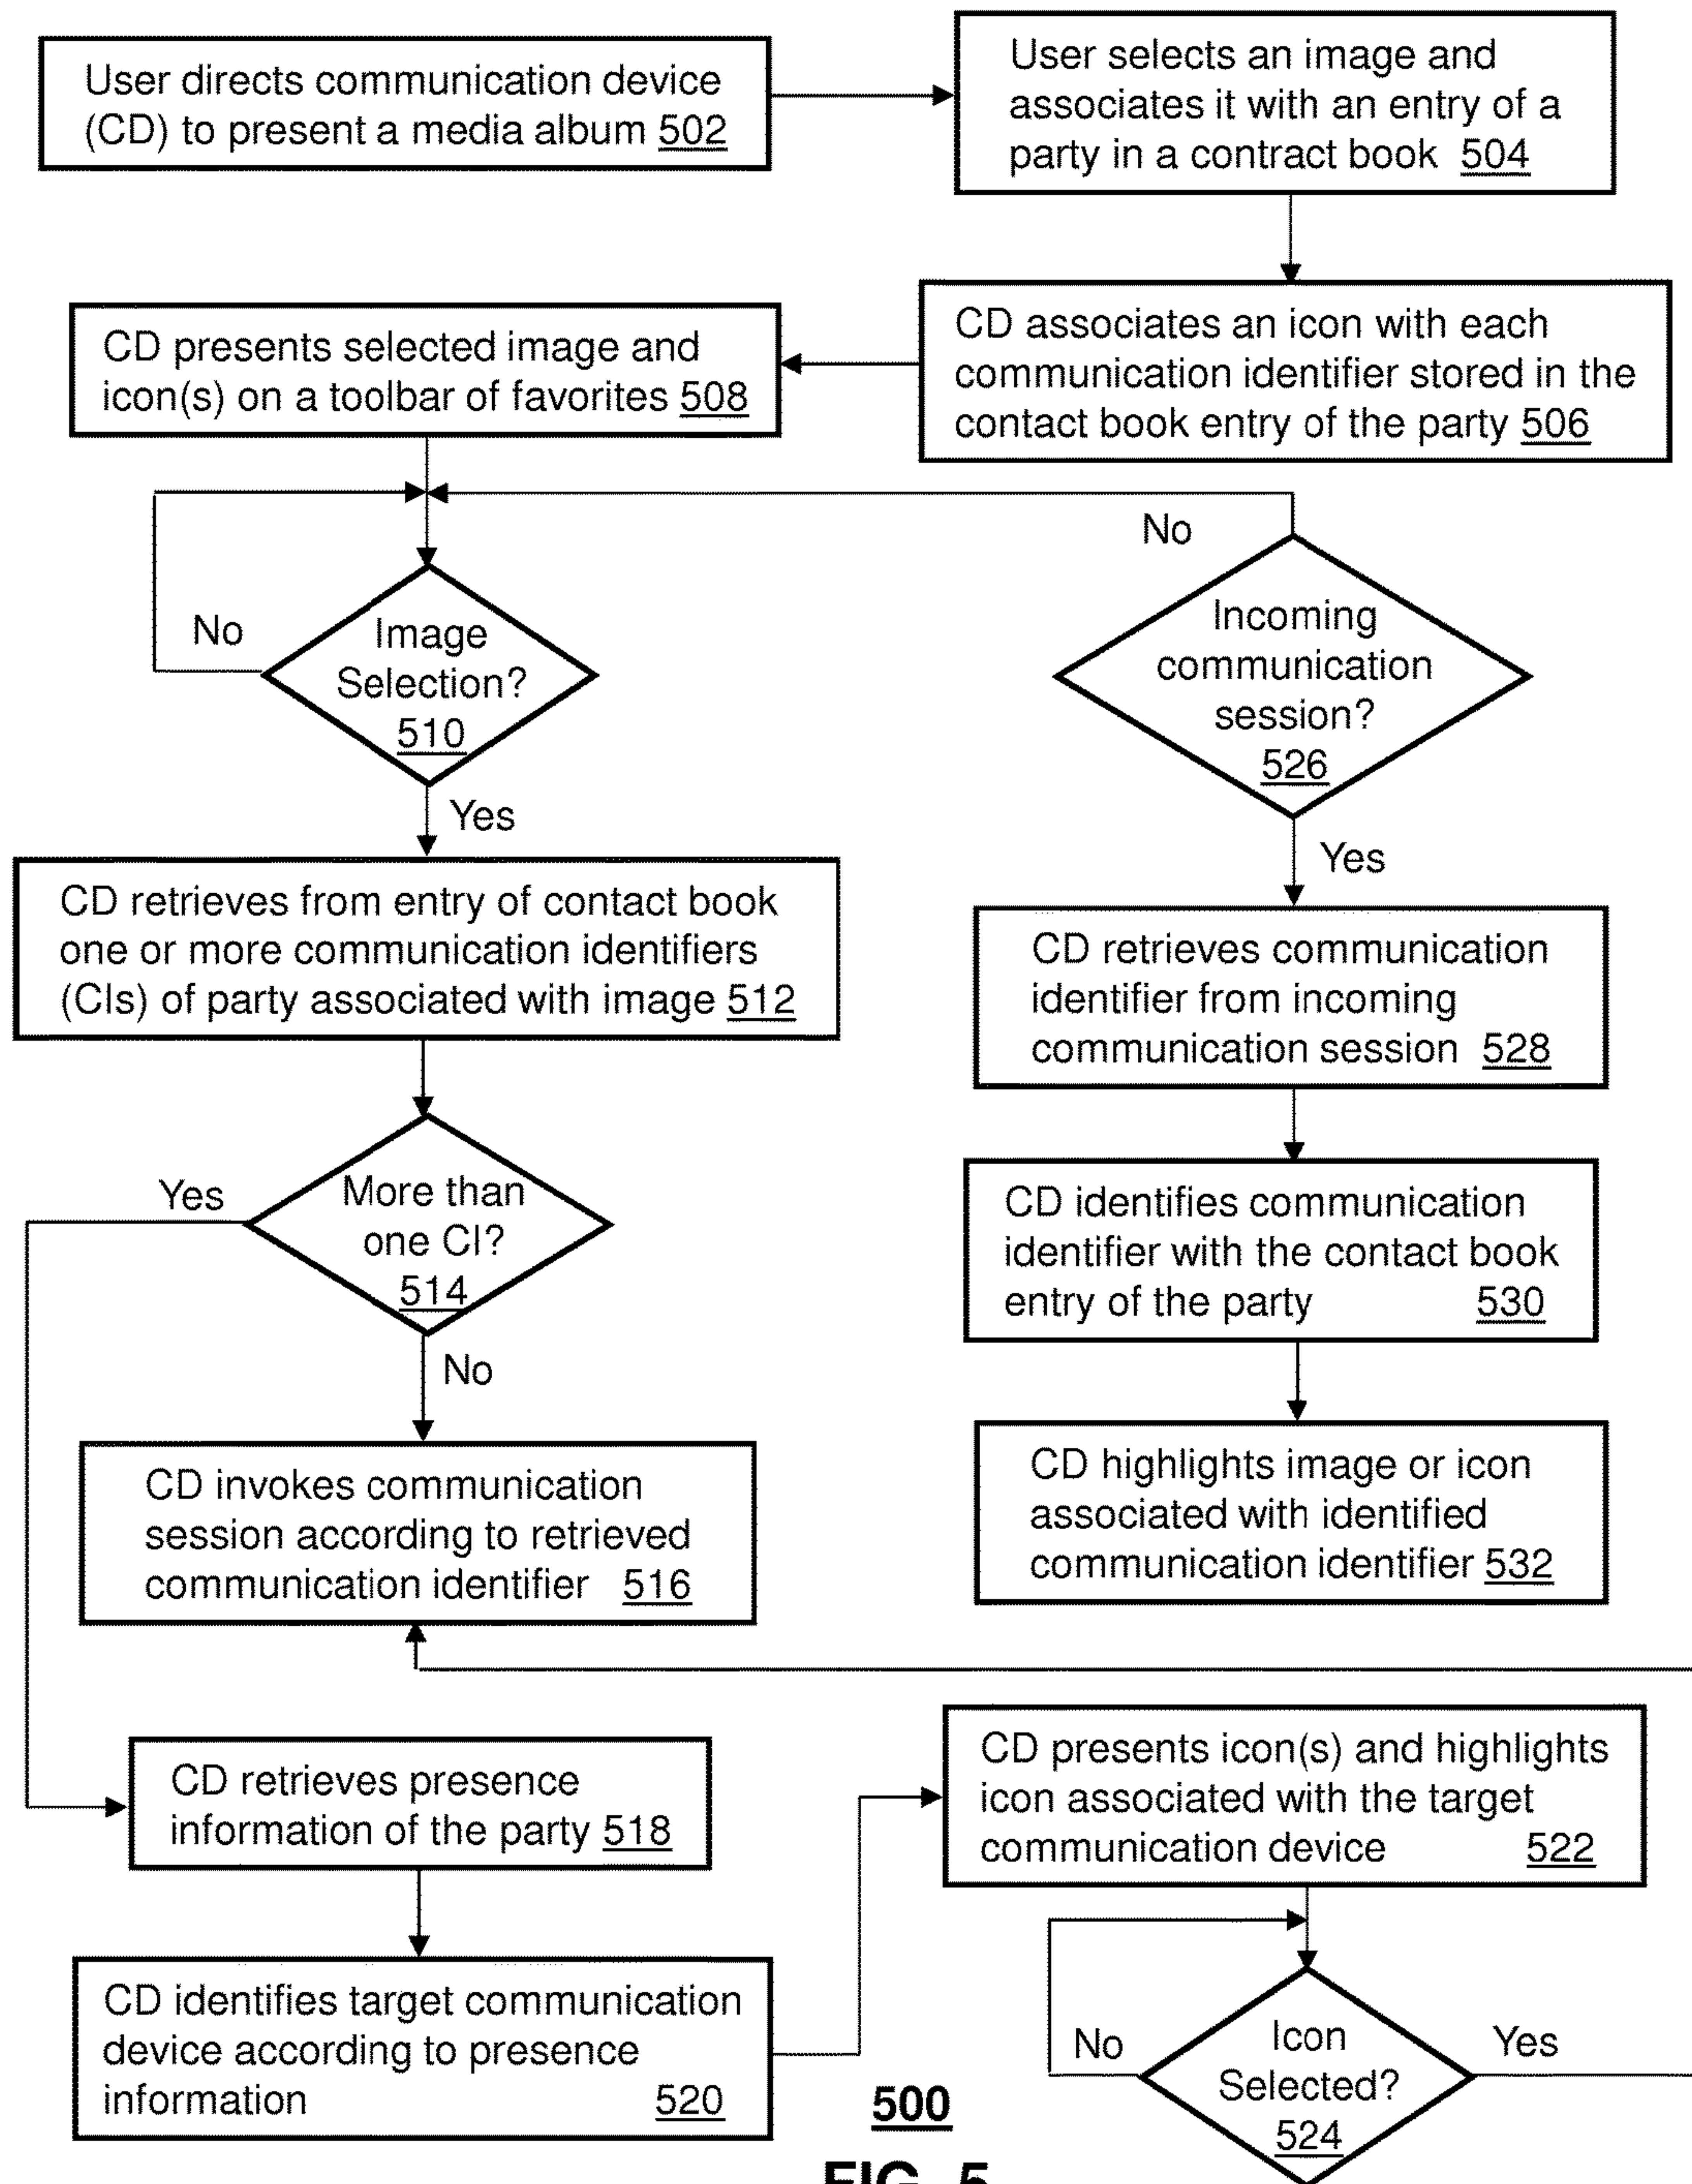 User directs communication device
(CD) to present a media album 502
User selects an image and
associates it with an entry of a
party in a contract book 504
CD associates an icon with each
communication identifier stored in the
contact book entry of the party 506
CD presents selected image and
icon(s) on a toolbar of favorites 508
No
Image
Selection?
510
Yes
No
Incoming
communication
session?
526
Yes
CD retrieves from entry of contact book
one or more communication identifiers
(CIs) of party associated with image 512
CD retrieves communication
identifier from incoming
communication session 528
Yes
More than
one CI?
514
No
CD identifies communication
identifier with the contact book
entry of the party 530
CD invokes communication
session according to retrieved
communication identifier 516
CD highlights image or icon
associated with identified
communication identifier 532
CD retrieves presence
information of the party 518
CD identifies target communication
device according to presence
information 520
CD presents icon(s) and highlights
icon associated with the target
communication device 522
No
Icon
Selected?
524
Yes
500
FIG. 5